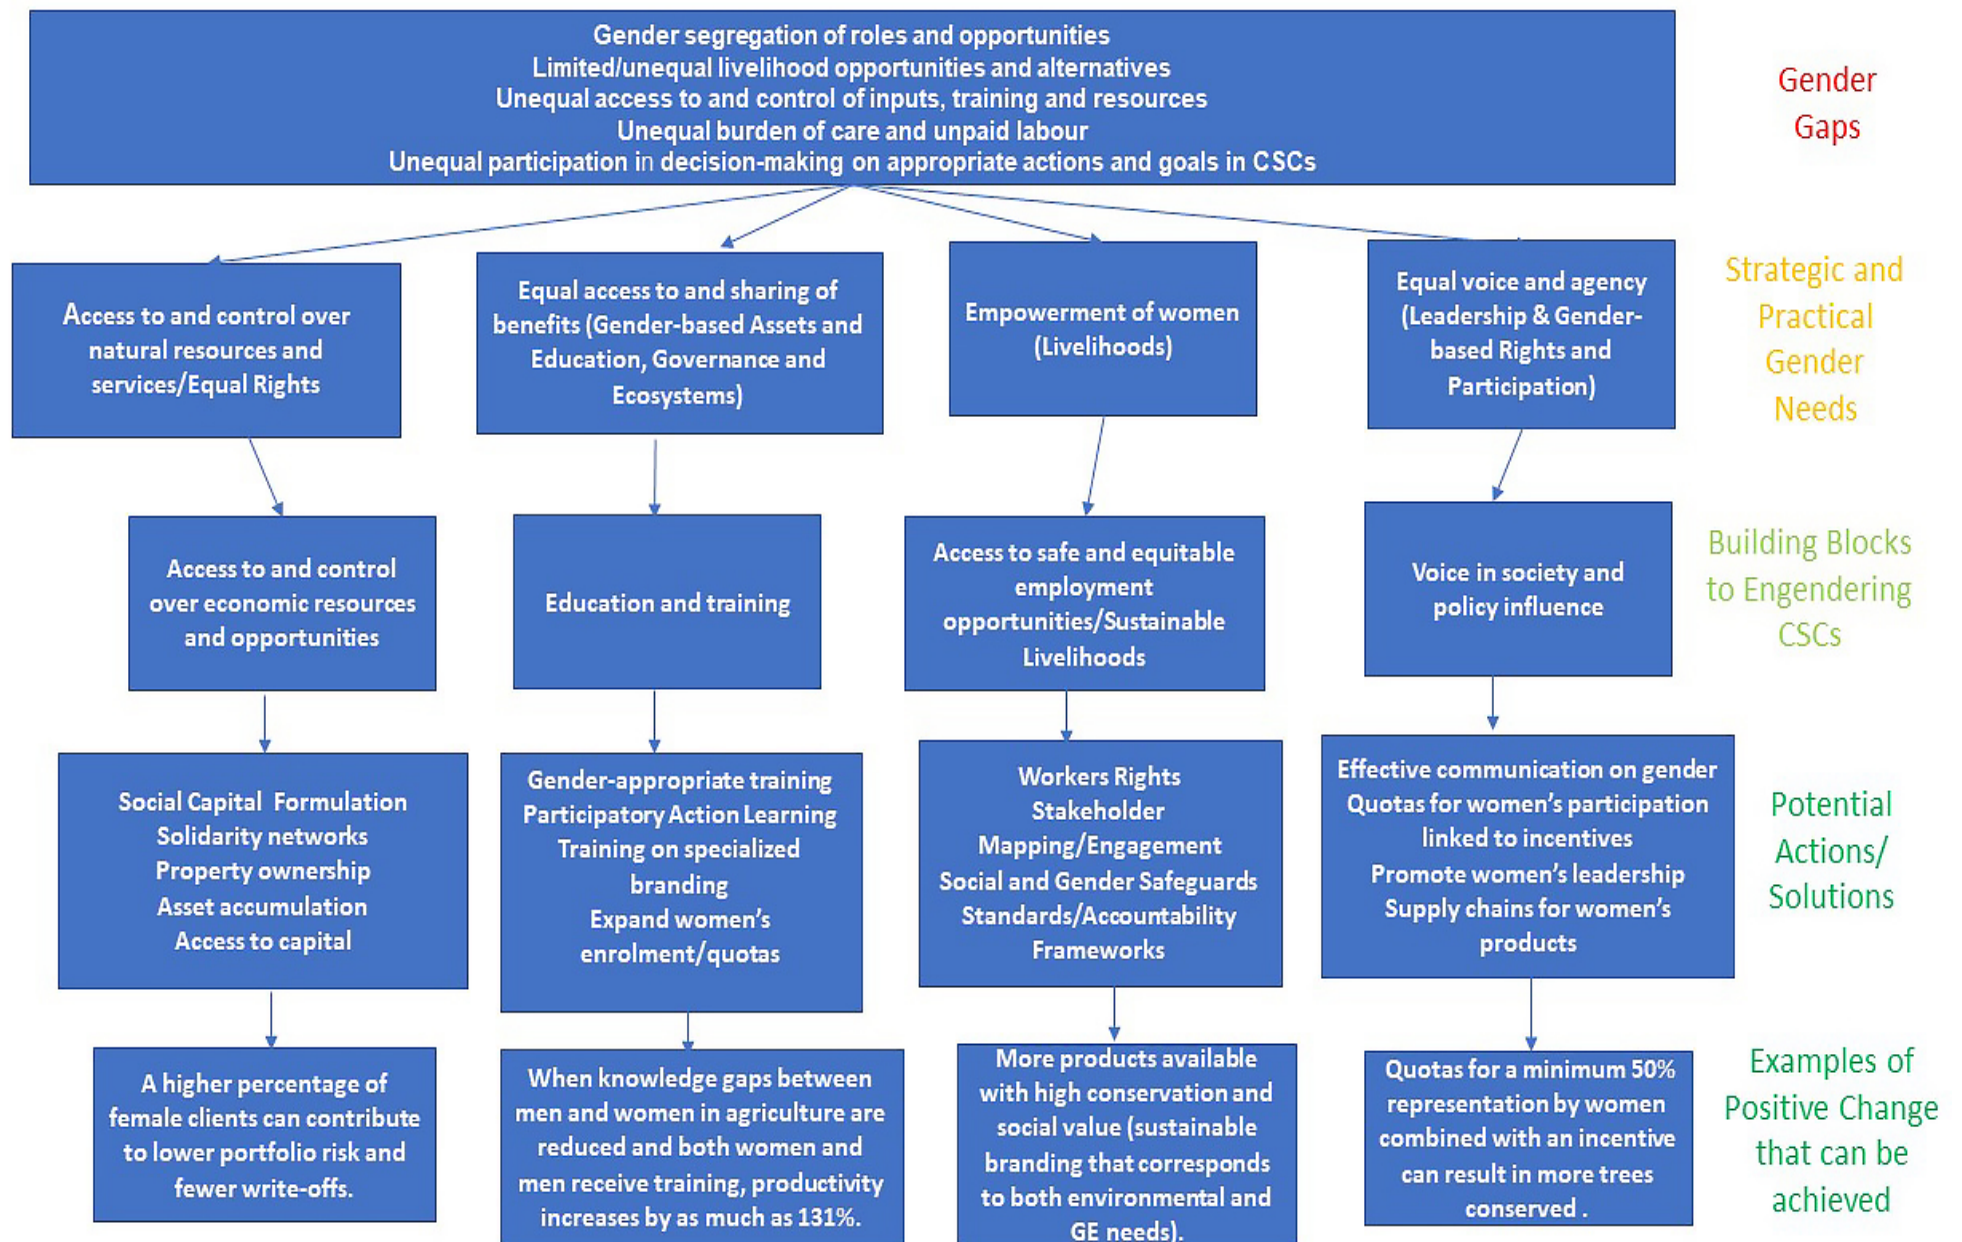 Gender segregation of roles and opportunities
Limited/unequal livelihood opportunities and alternatives
Unequal access to and control of inputs, training and resources
Unequal burden of care and unpaid labour
Unequal participation in decision-making on appropriate actions and goals in CSCs
Gender
Gaps
Access to and control over
natural resources and
services/Equal Rights
Equal access to and sharing of
benefits (Gender-based Assets and
Education, Governance and
Ecosystems)
Empowerment of women
(Livelihoods)
Equal voice and agency
(Leadership & Gender-
based Rights and
Participation)
Strategic and
Practical
Gender
Needs
Access to and control
over economic resources
and opportunities
Education and training
Access to safe and equitable
employment
opportunities/Sustainable
Livelihoods
Voice in society and
policy influence
Building Blocks
to Engendering
CSCs
Social Capital Formulation
Solidarity networks
Property ownership
Asset accumulation
Access to capital
Gender-appropriate training
Participatory Action Learning
Training on specialized
branding
Expand women's
enrolment/quotas
Workers Rights
Stakeholder
Mapping/Engagement
Social and Gender Safeguards
Standards/Accountability
Frameworks
Effective communication on gender
Quotas for women's participation
linked to incentives
Promote women's leadership
Supply chains for women's
products
Potential
Actions/
Solutions
A higher percentage of
female clients can contribute
to lower portfolio risk and
fewer write-offs.
When knowledge gaps between
men and women in agriculture are
reduced and both women and
men receive training, productivity
increases by as much as 131%.
More products available
with high conservation and
social value (sustainable
branding that corresponds
to both environmental and
GE needs).
Quotas for a minimum 50%
representation by women
combined with an incentive
can result in more trees
conserved .
Examples of
Positive Change
that can be
achieved